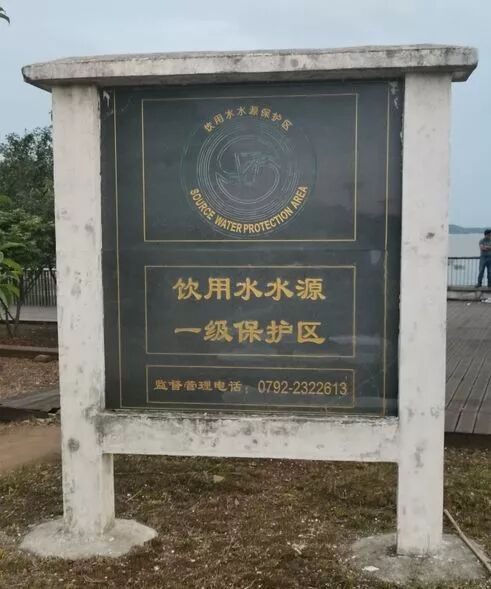 饮用水水源保护区
SOURCE WATER PROTECTION AREA
饮用水水源
一级保护区
监督管理电话：0792-2322613